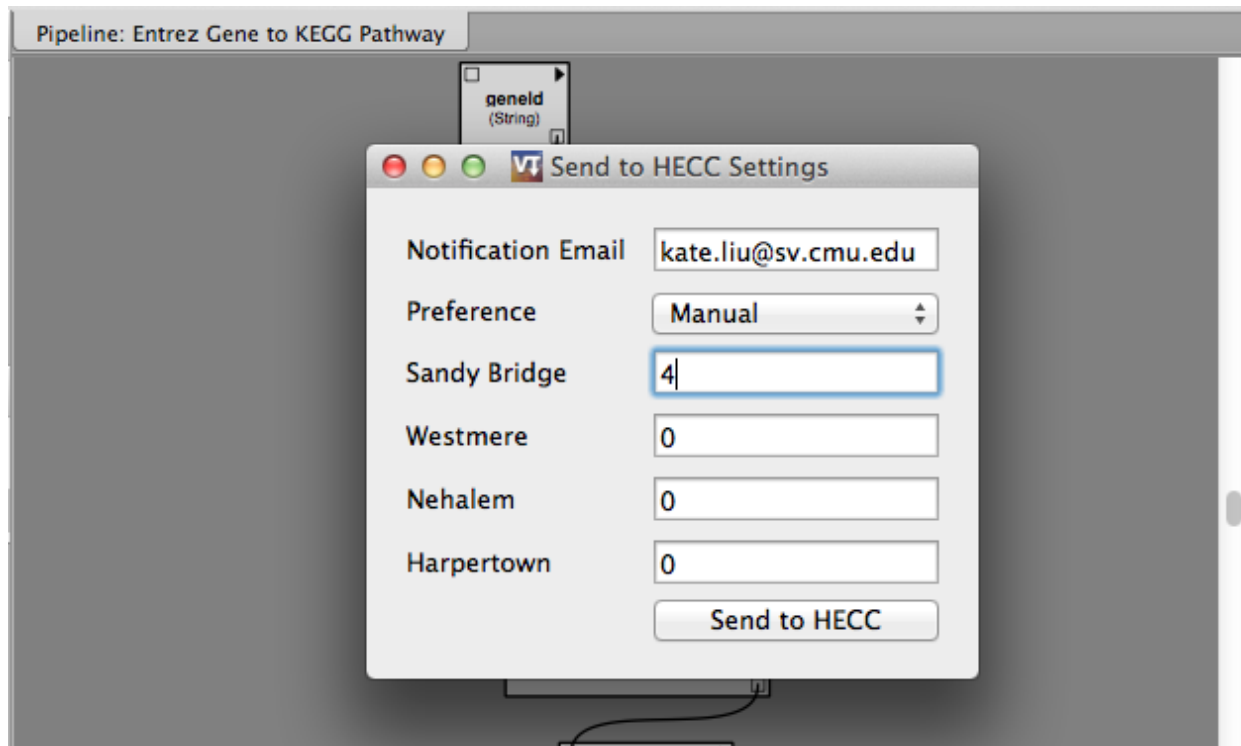 Pipeline: Entrez Gene to KEGG Pathway
geneId
(String)
VT Send to HECC Settings
Notification Email kate.liu@sv.cmu.edu
Preference Manual
Sandy Bridge 4
Westmere 0
Nehalem 0
Harpertown 0
Send to HECC